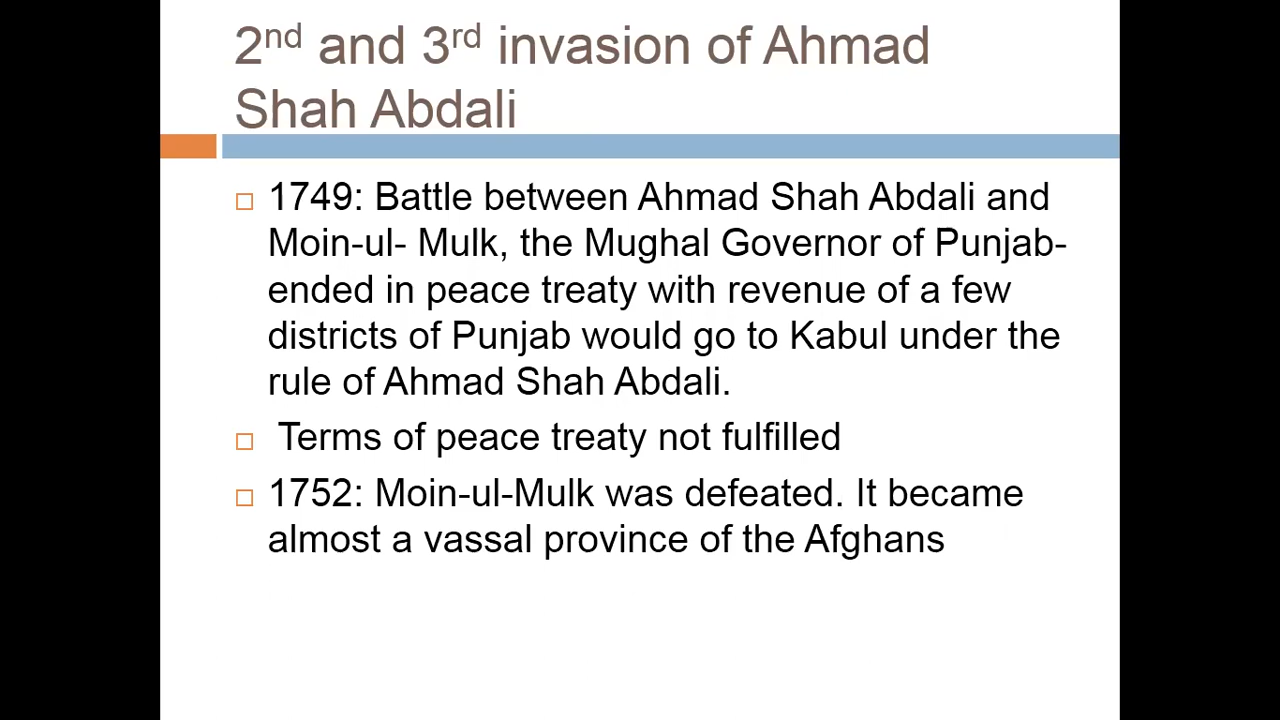 2nd and 3rd invasion of Ahmad
Shah Abdali
1749: Battle between Ahmad Shah Abdali and
Moin-ul- Mulk, the Mughal Governor of Punjab-
ended in peace treaty with revenue of a few
districts of Punjab would go to Kabul under the
rule of Ahmad Shah Abdali.
Terms of peace treaty not fulfilled
1752: Moin-ul-Mulk was defeated. It became
almost a vassal province of the Afghans